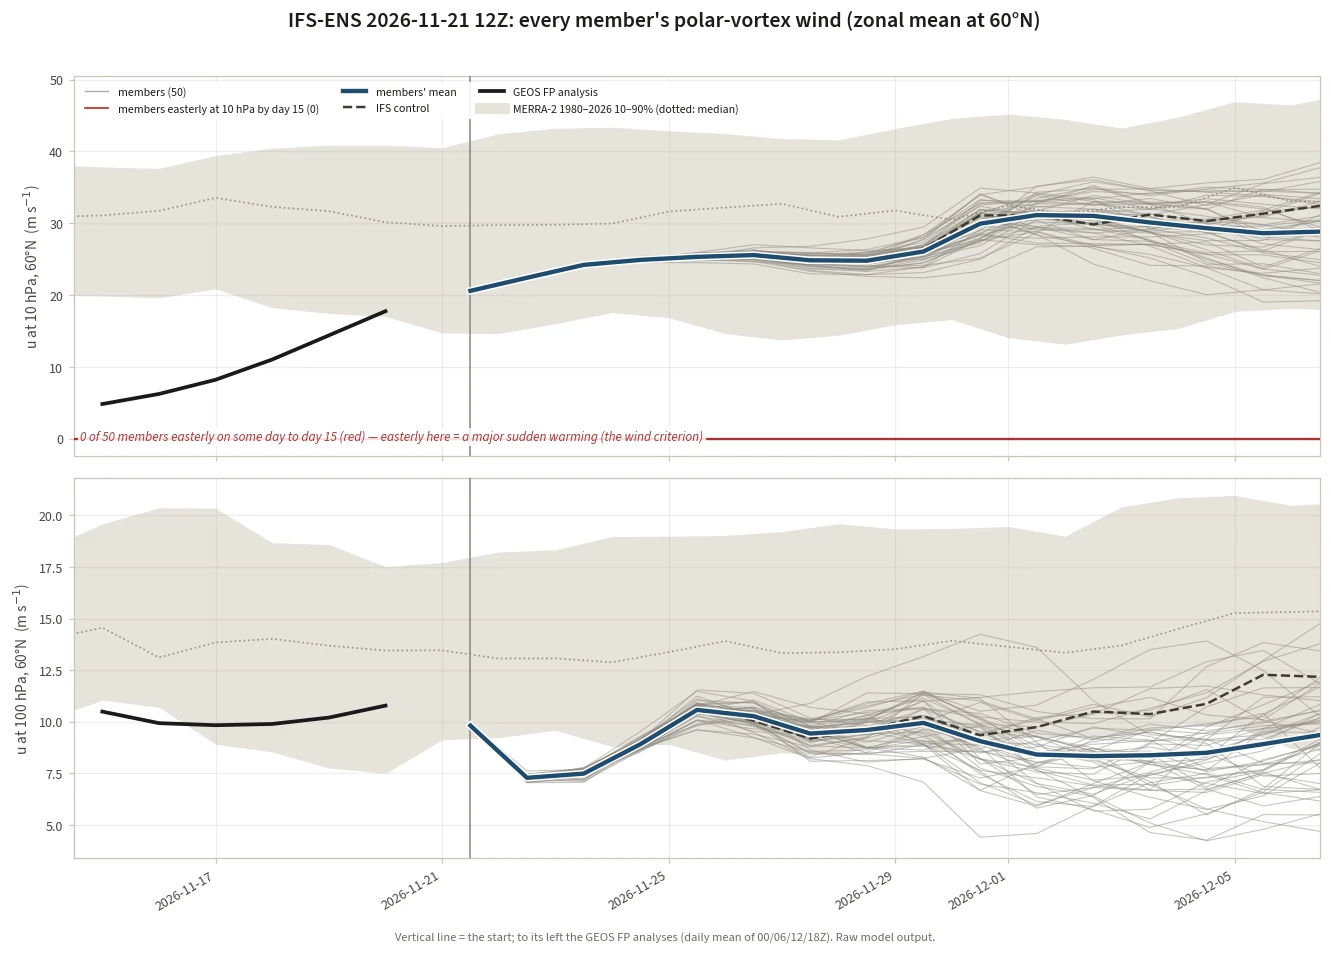 IFS-ENS 2026-11-21 12Z: every member's polar-vortex wind (zonal mean at 60°N)
members (50)
members easterly at 10 hPa by day 15 (0)
members' mean
IFS control
GEOS FP analysis
MERRA-2 1980–2026 10–90% (dotted: median)
u at 10 hPa, 60°N (m s⁻¹)
50
40
30
20
10
0
0 of 50 members easterly on some day to day 15 (red) — easterly here = a major sudden warming (the wind criterion)
u at 100 hPa, 60°N (m s⁻¹)
20.0
17.5
15.0
12.5
10.0
7.5
5.0
2026-11-17
2026-11-21
2026-11-25
2026-11-29
2026-12-01
2026-12-05
Vertical line = the start; to its left the GEOS FP analyses (daily mean of 00/06/12/18Z). Raw model output.